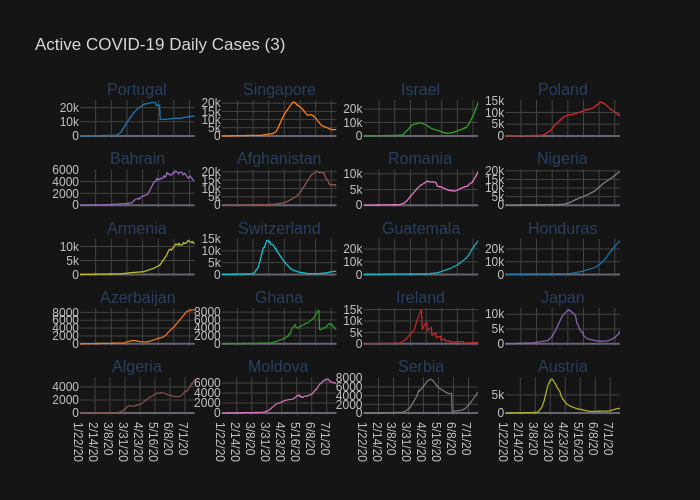 Active COVID-19 Daily Cases (3)
Portugal Singapore Israel Poland
20k 10k 0 20k 15k 10k 5k 0 20k 10k 0 15k 10k 5k 0
Bahrain Afghanistan Romania Nigeria
6000 4000 2000 0 20k 15k 10k 5k 0 10k 5k 0 20k 15k 10k 5k 0
Armenia Switzerland Guatemala Honduras
10k 5k 0 15k 10k 5k 0 20k 10k 0 20k 10k 0
Azerbaijan Ghana Ireland Japan
8000 6000 4000 2000 0 8000 6000 4000 2000 0 15k 10k 5k 0 10k 5k 0
Algeria Moldova Serbia Austria
4000 2000 0 6000 4000 2000 0 8000 6000 4000 2000 0 5k 0
1/22/20 2/14/20 3/8/20 3/31/20 4/23/20 5/16/20 6/8/20 7/1/20 1/22/20 2/14/20 3/8/20 3/31/20 4/23/20 5/16/20 6/8/20 7/1/20 1/22/20 2/14/20 3/8/20 3/31/20 4/23/20 5/16/20 6/8/20 7/1/20 1/22/20 2/14/20 3/8/20 3/31/20 4/23/20 5/16/20 6/8/20 7/1/20